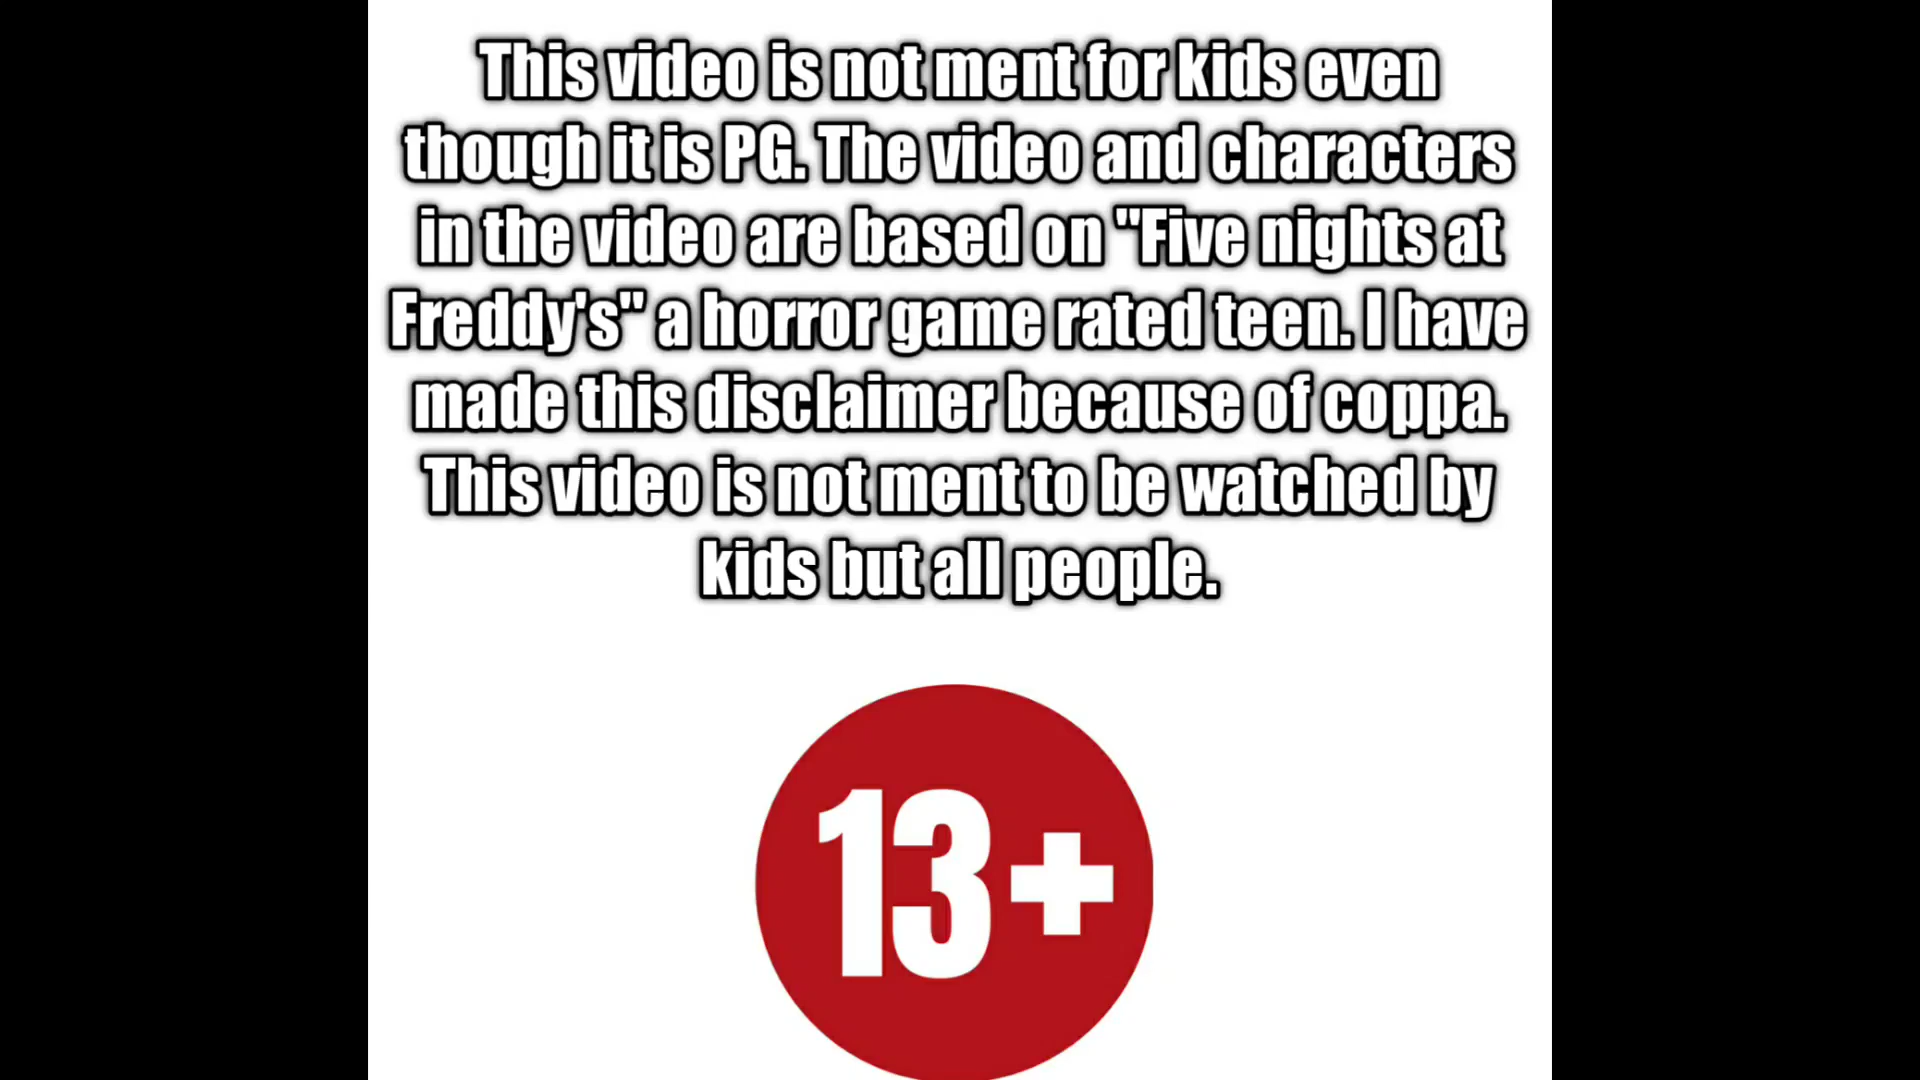 This video is not ment for kids even
though it is PG. The video and characters
in the video are based on "Five nights at
Freddy's" a horror game rated teen. I have
made this disclaimer because of coppa.
This video is not ment to be watched by
kids but all people.
13+